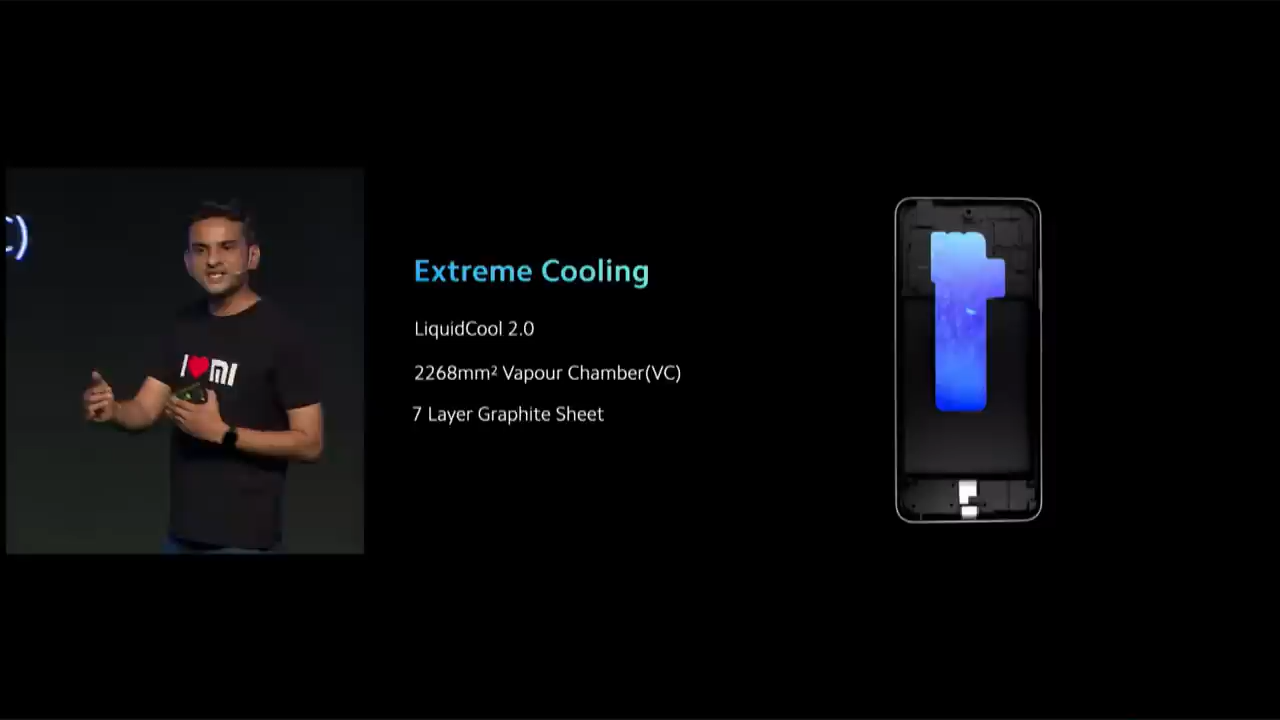 I ❤ MI
Extreme Cooling
LiquidCool 2.0
2268mm² Vapour Chamber(VC)
7 Layer Graphite Sheet